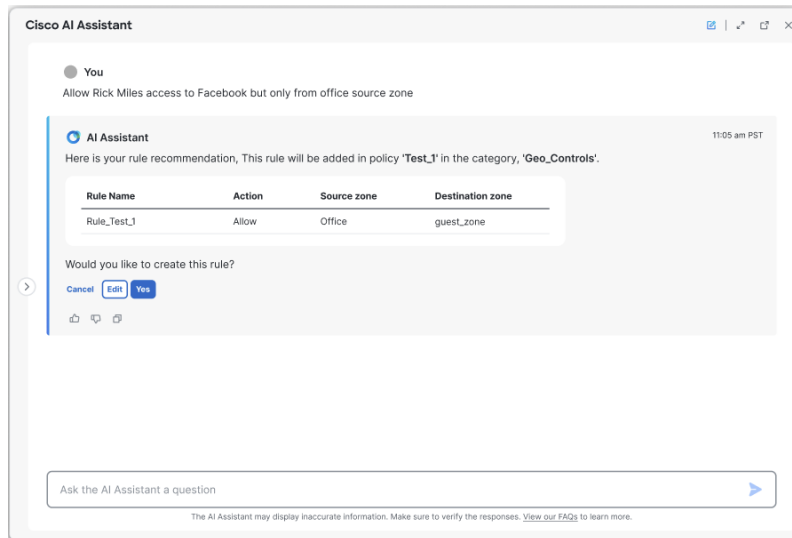 Cisco AI Assistant
You
Allow Rick Miles access to Facebook but only from office source zone
AI Assistant
11:05 am PST
Here is your rule recommendation, This rule will be added in policy 'Test_1' in the category, 'Geo_Controls'.
Rule Name Action Source zone Destination zone
Rule_Test_1 Allow Office guest_zone
Would you like to create this rule?
Cancel Edit Yes
Ask the AI Assistant a question
The AI Assistant may display inaccurate information. Make sure to verify the responses. View our FAQs to learn more.